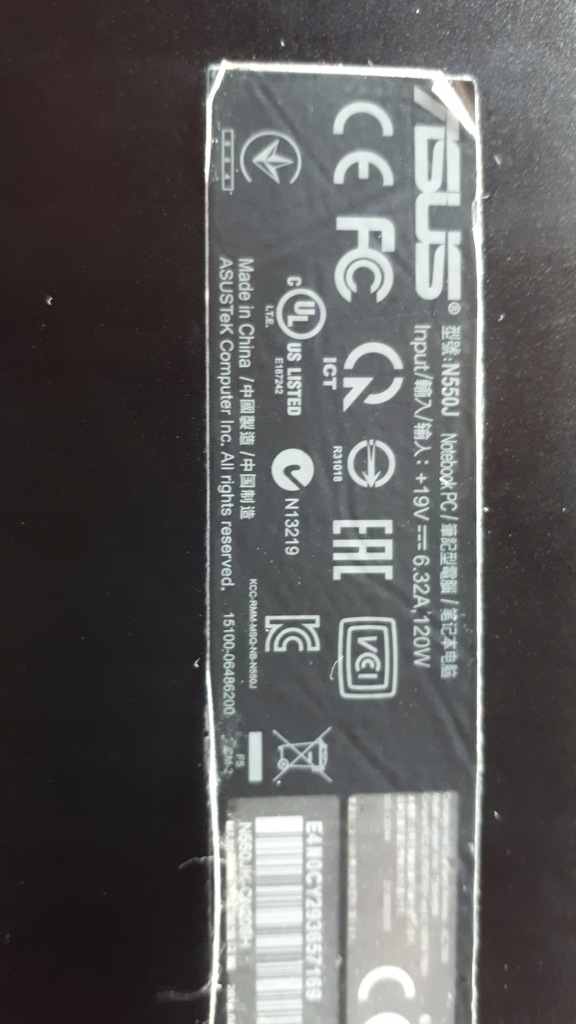 ASUS®
型號:N550J Notebook PC / 筆記型電腦 / 笔记本电脑
Input/輸入/输入: +19V⎓6.32A,120W
CE FC EAC VCCI
ICT
R31018
C UL US LISTED
I.T.E.
E187242
N13219
KCC-RMM-MSQ-NB-N550J
Made in China /中國製造 /中国制造
ASUSTeK Computer Inc. All rights reserved. 15100-06486200
F5
E4N0CY293657169